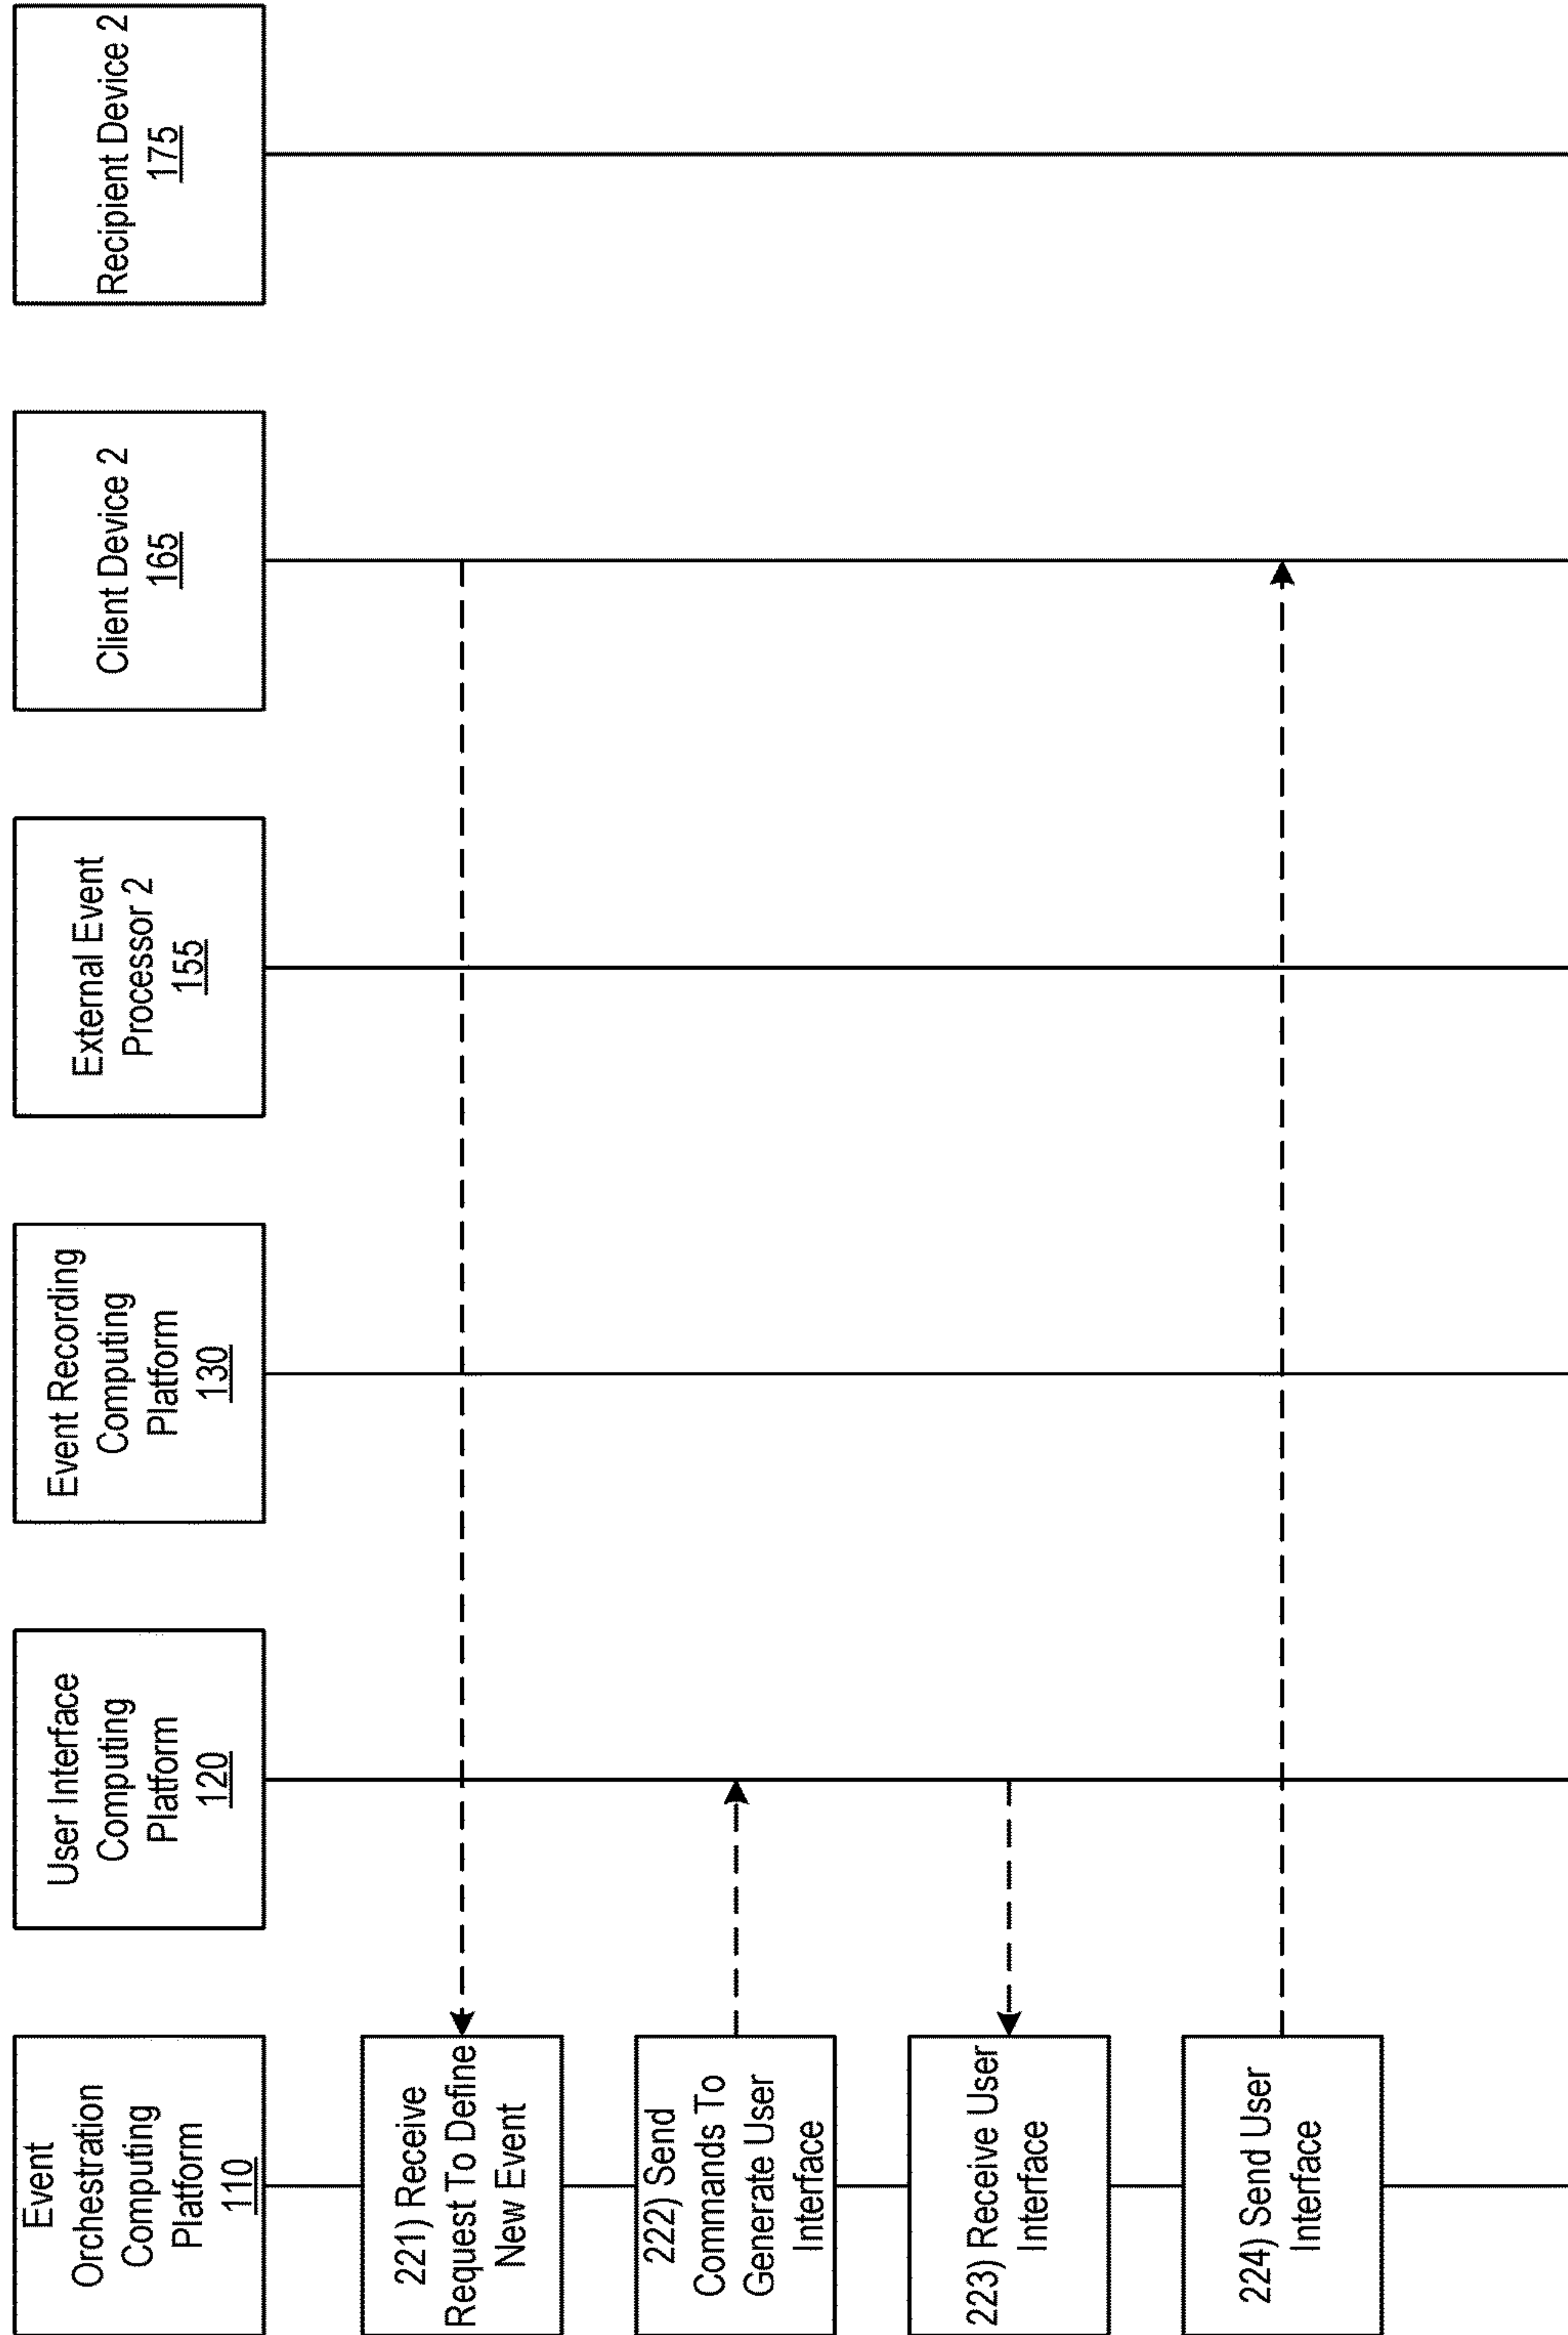 Event
Orchestration
Computing
Platform
110
User Interface
Computing
Platform
120
Event Recording
Computing
Platform
130
External Event
Processor 2
155
Client Device 2
165
Recipient Device 2
175
221) Receive
Request To Define
New Event
222) Send
Commands To
Generate User
Interface
223) Receive User
Interface
224) Send User
Interface